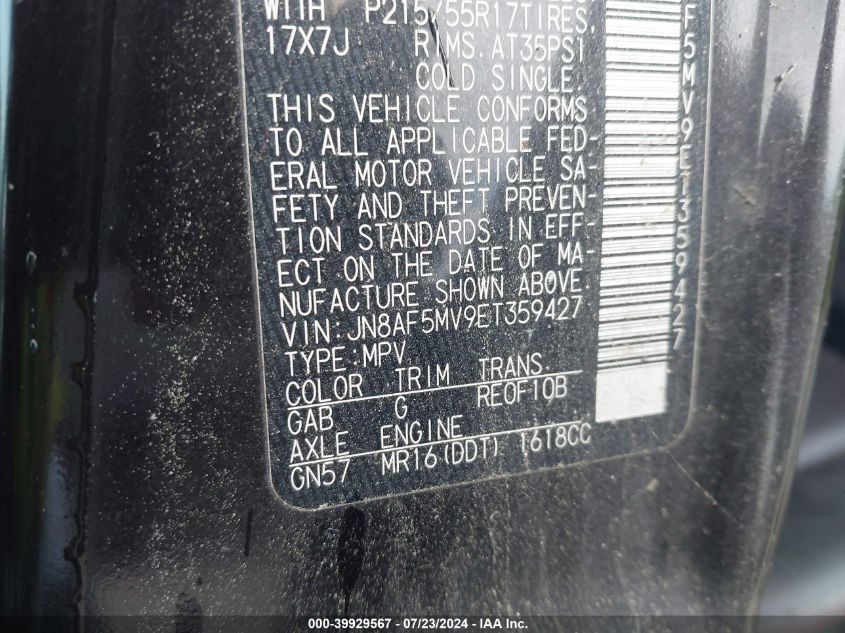 WITH P215/55R17TIRES,
17X7J RIMS.AT35PSI
COLD SINGLE.
THIS VEHICLE CONFORMS
TO ALL APPLICABLE FED-
ERAL MOTOR VEHICLE SA-
FETY AND THEFT PREVEN-
TION STANDARDS IN EFF-
ECT ON THE DATE OF MA-
NUFACTURE SHOWN ABOVE.
VIN:JN8AF5MV9ET359427
TYPE:MPV
COLOR TRIM TRANS.
GAB G RE0F10B
AXLE ENGINE
GN57 MR16(DDT) 1618CC
F5MV9ET359427
000-39929567 - 07/23/2024 - IAA Inc.